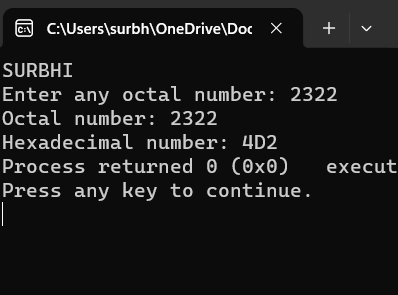 C:\Users\surbh\OneDrive\Doc
SURBHI
Enter any octal number: 2322
Octal number: 2322
Hexadecimal number: 4D2
Process returned 0 (0x0)   execut
Press any key to continue.